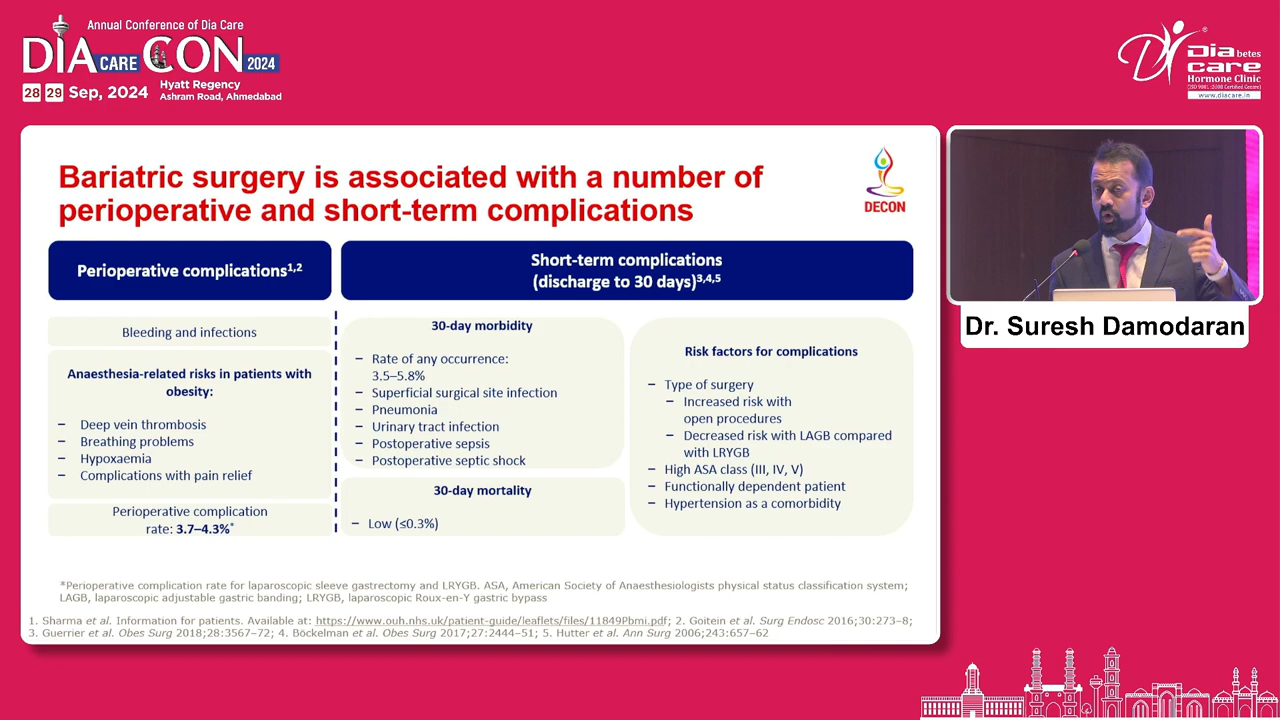 Annual Conference of Dia Care
DIA CARE CON 2024
28 29 Sep, 2024
Hyatt Regency
Ashram Road, Ahmedabad
Diabetes
care
Hormone Clinic
(ISO 9001 :2008 Certified Centre)
www.diacare.in
Bariatric surgery is associated with a number of
perioperative and short-term complications
DECON
Perioperative complications1,2
Bleeding and infections
Anaesthesia-related risks in patients with
obesity:
– Deep vein thrombosis
– Breathing problems
– Hypoxaemia
– Complications with pain relief
Perioperative complication
rate: 3.7–4.3%*
Short-term complications
(discharge to 30 days)3,4,5
30-day morbidity
– Rate of any occurrence:
3.5–5.8%
– Superficial surgical site infection
– Pneumonia
– Urinary tract infection
– Postoperative sepsis
– Postoperative septic shock
30-day mortality
– Low (≤0.3%)
Risk factors for complications
– Type of surgery
– Increased risk with
open procedures
– Decreased risk with LAGB compared
with LRYGB
– High ASA class (III, IV, V)
– Functionally dependent patient
– Hypertension as a comorbidity
*Perioperative complication rate for laparoscopic sleeve gastrectomy and LRYGB. ASA, American Society of Anaesthesiologists physical status classification system;
LAGB, laparoscopic adjustable gastric banding; LRYGB, laparoscopic Roux-en-Y gastric bypass
1. Sharma et al. Information for patients. Available at: https://www.ouh.nhs.uk/patient-guide/leaflets/files/11849Pbmi.pdf; 2. Goitein et al. Surg Endosc 2016;30:273–8;
3. Guerrier et al. Obes Surg 2018;28:3567–72; 4. Böckelman et al. Obes Surg 2017;27:2444–51; 5. Hutter et al. Ann Surg 2006;243:657–62
Dr. Suresh Damodaran